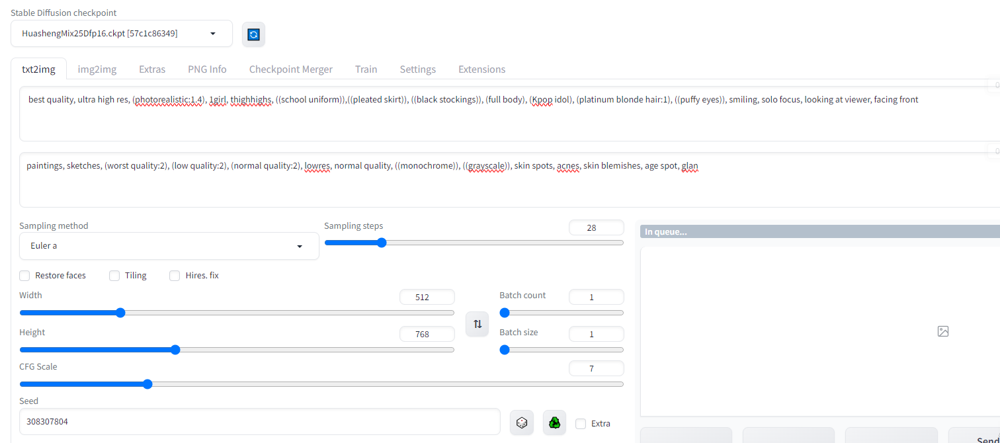 Stable Diffusion checkpoint
HuashengMix25Dfp16.ckpt [57c1c86349]
txt2img img2img Extras PNG Info Checkpoint Merger Train Settings Extensions
best quality, ultra high res, (photorealistic:1.4), 1girl, thighhighs, ((school uniform)),((pleated skirt)), ((black stockings)), (full body), (Kpop idol), (platinum blonde hair:1), ((puffy eyes)), smiling, solo focus, looking at viewer, facing front
paintings, sketches, (worst quality:2), (low quality:2), (normal quality:2), lowres, normal quality, ((monochrome)), ((grayscale)), skin spots, acnes, skin blemishes, age spot, glan
Sampling method
Euler a
Sampling steps 28
In queue...
Restore faces Tiling Hires. fix
Width 512
Batch count 1
Height 768
Batch size 1
CFG Scale 7
Seed
308307804
Extra